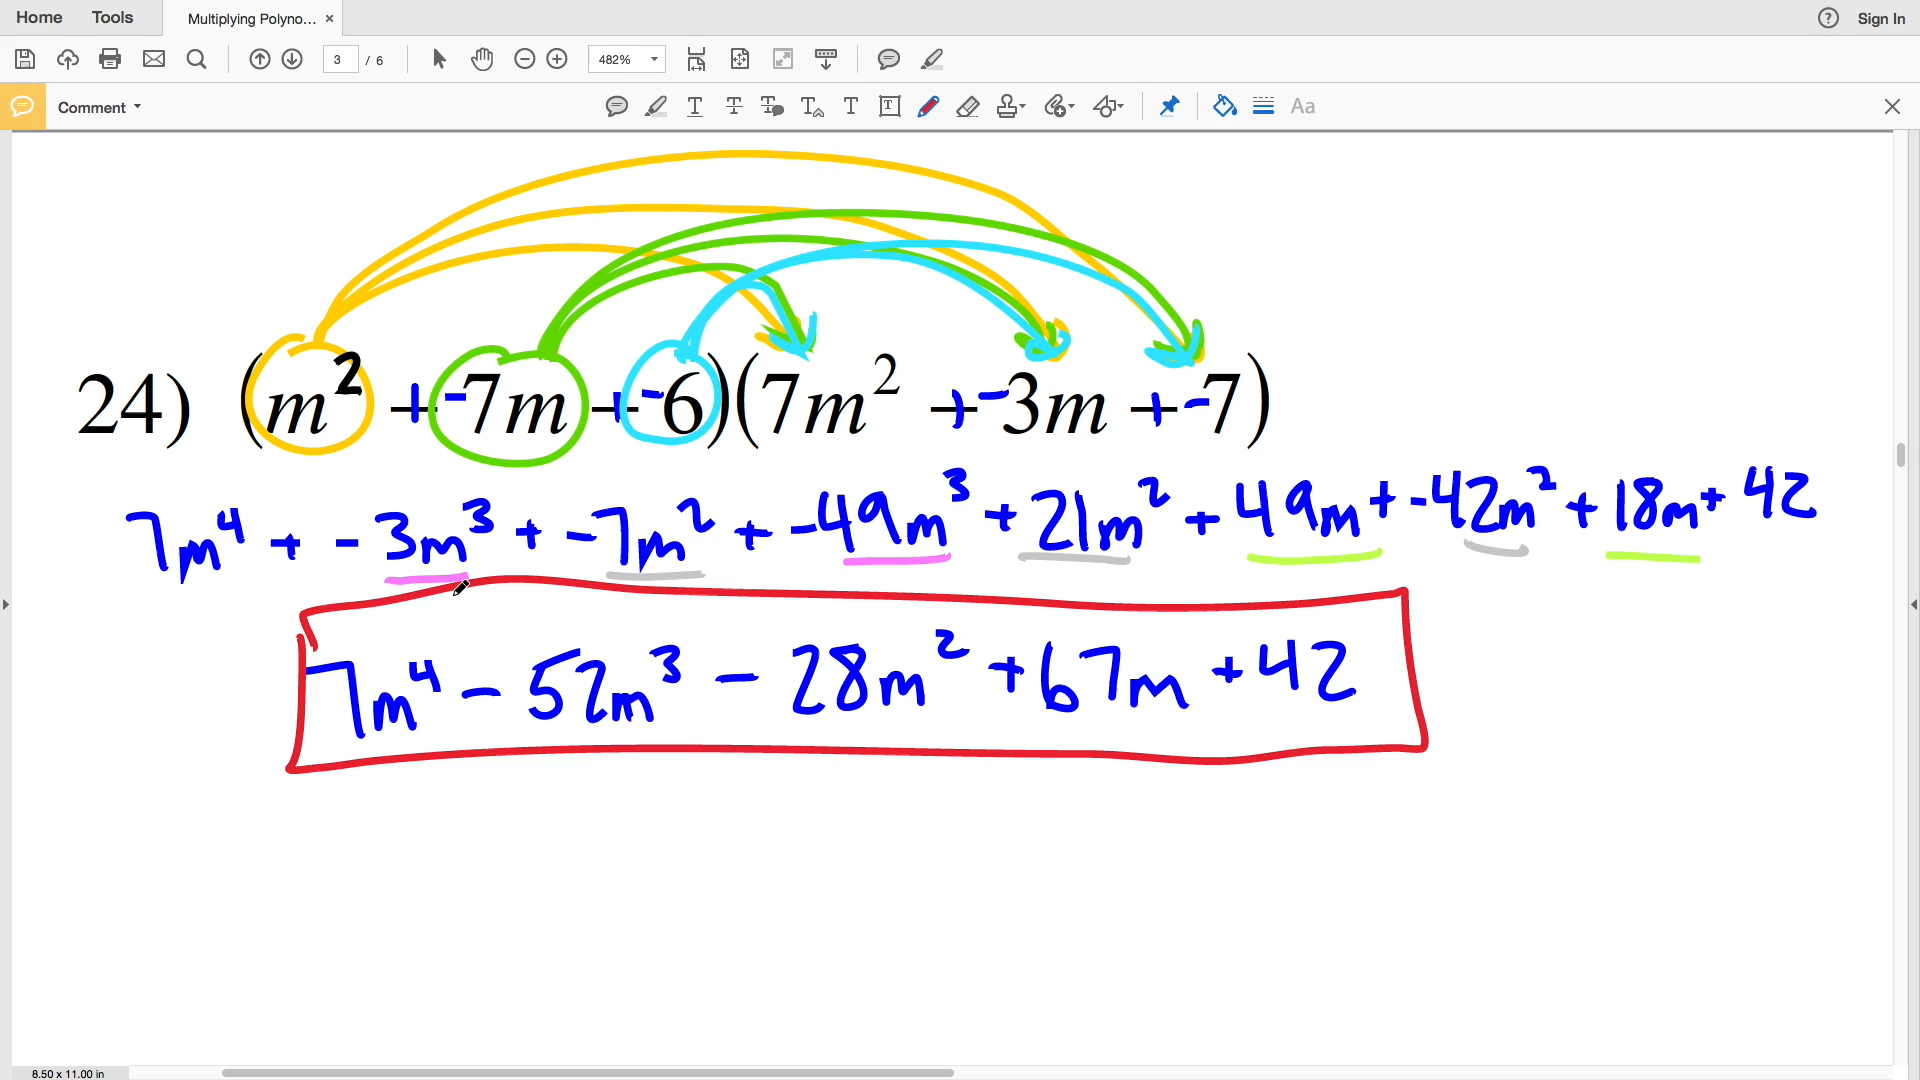 Home Tools Multiplying Polyno... × ? Sign In
3 / 6 482%
Comment Aa
24) (m² +-7m +-6)(7m² +-3m +-7)
7m⁴ + -3m³ + -7m² + -49m³ + 21m² + 49m + -42m² + 18m + 42
7m⁴ - 52m³ - 28m² + 67m + 42
8.50 x 11.00 in